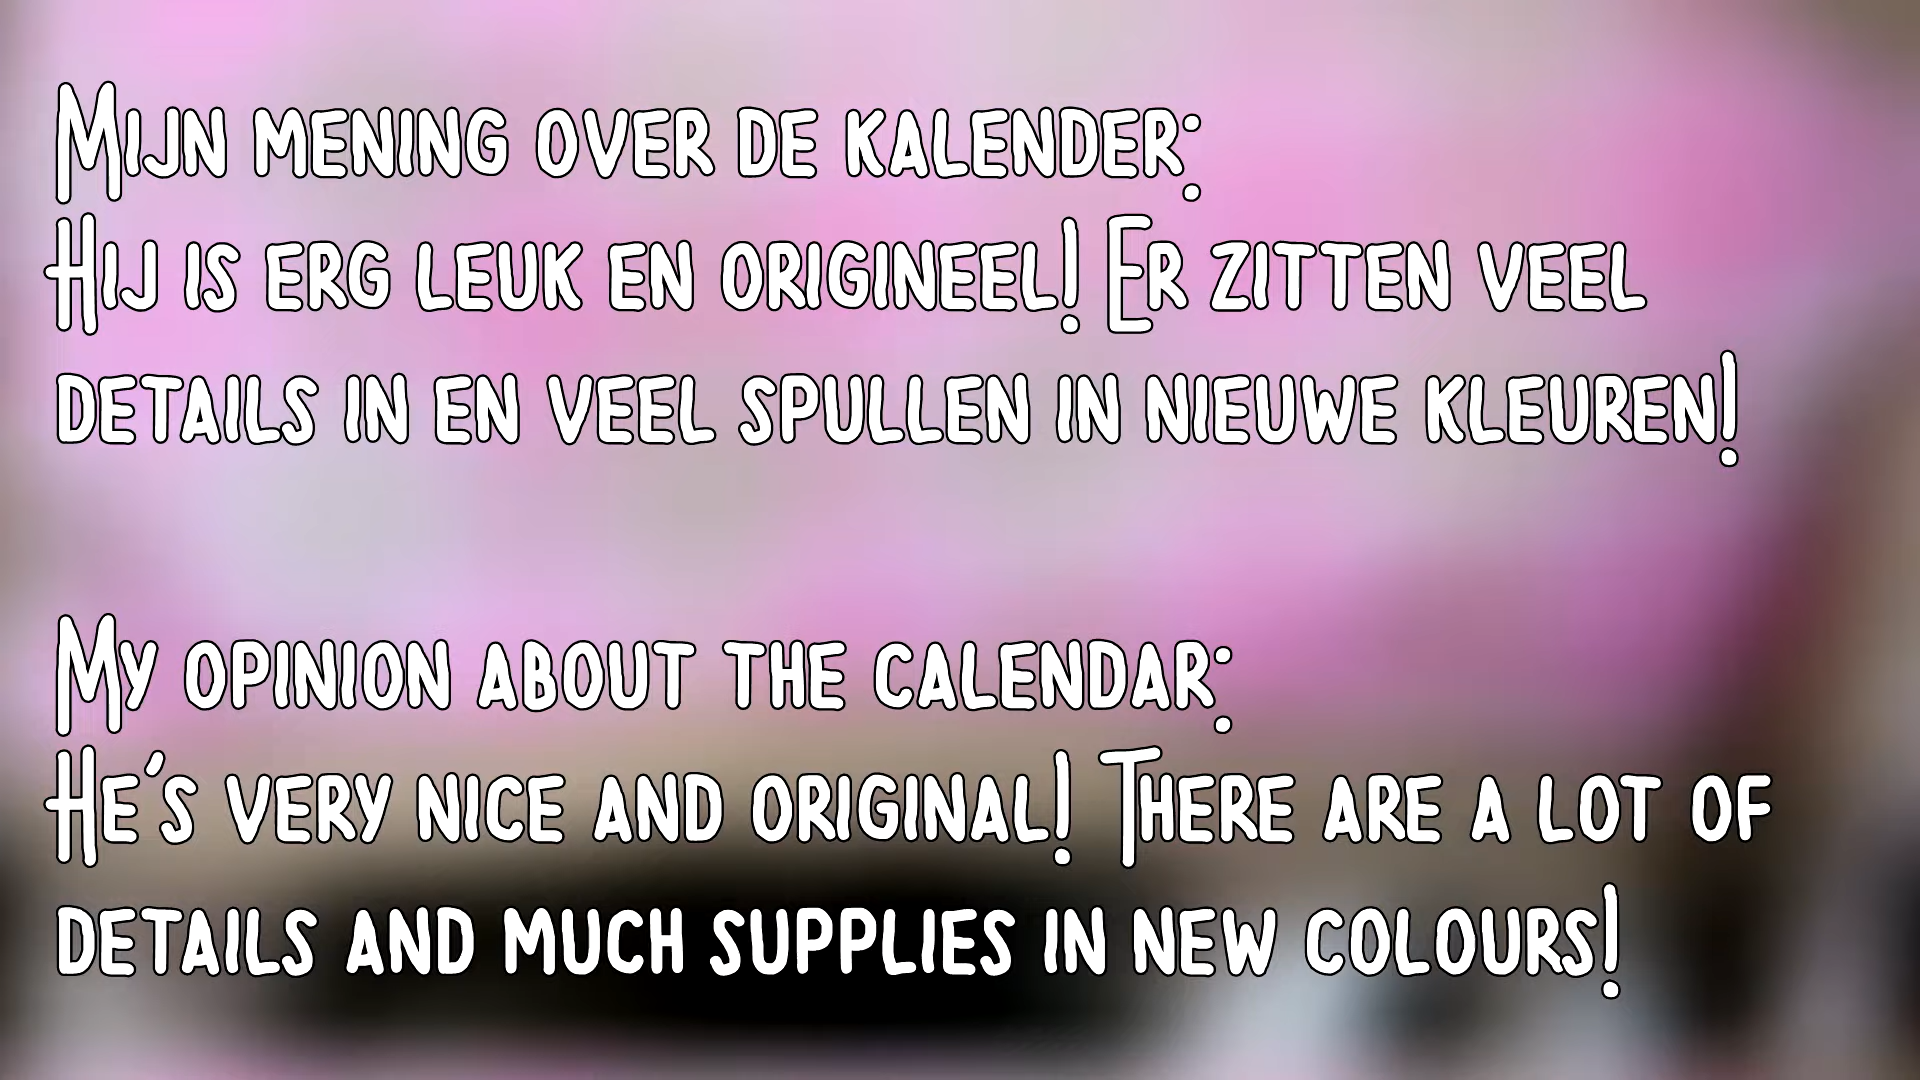 Mijn mening over de kalender:
Hij is erg leuk en origineel! Er zitten veel
details in en veel spullen in nieuwe kleuren!
My opinion about the calendar:
He's very nice and original! There are a lot of
details and much supplies in new colours!